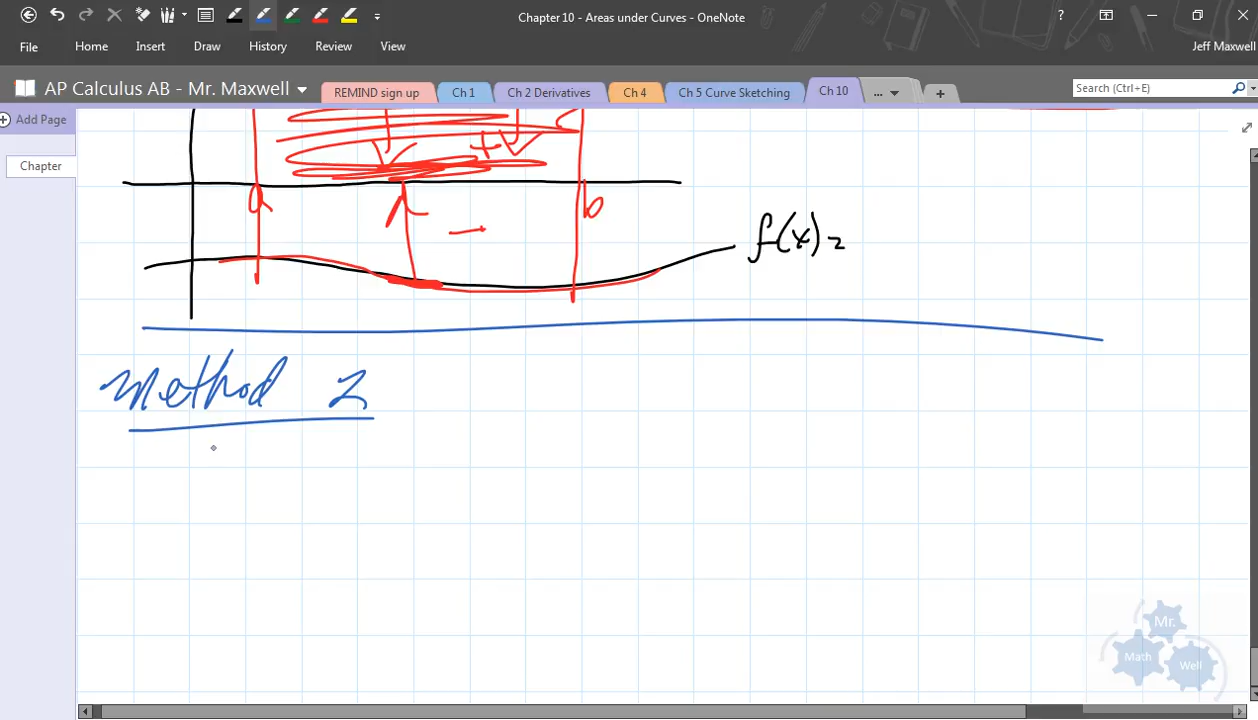 Chapter 10 - Areas under Curves - OneNote
?
File
Home
Insert
Draw
History
Review
View
Jeff Maxwell
AP Calculus AB - Mr. Maxwell
REMIND sign up
Ch 1
Ch 2 Derivatives
Ch 4
Ch 5 Curve Sketching
Ch 10
...
Search (Ctrl+E)
Add Page
Chapter
+
a
b
-
f(x)2
Method 2
Mr.
Math
Well